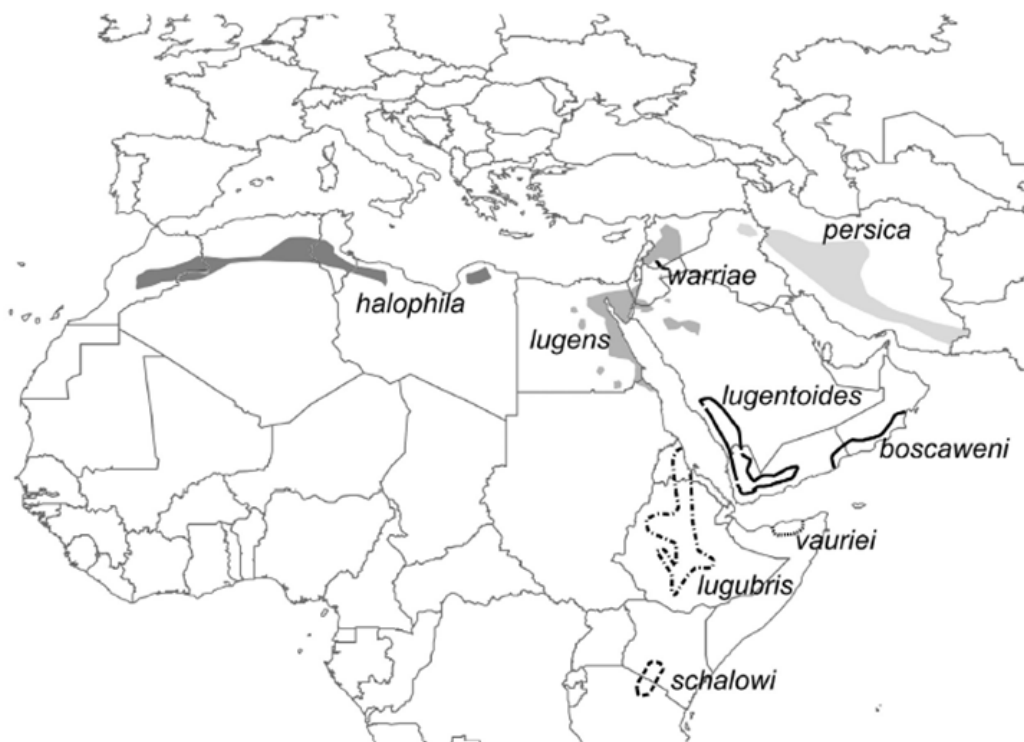 persica
warriae
halophila
lugens
lugentoides
boscaweni
vauriei
lugubris
schalowi